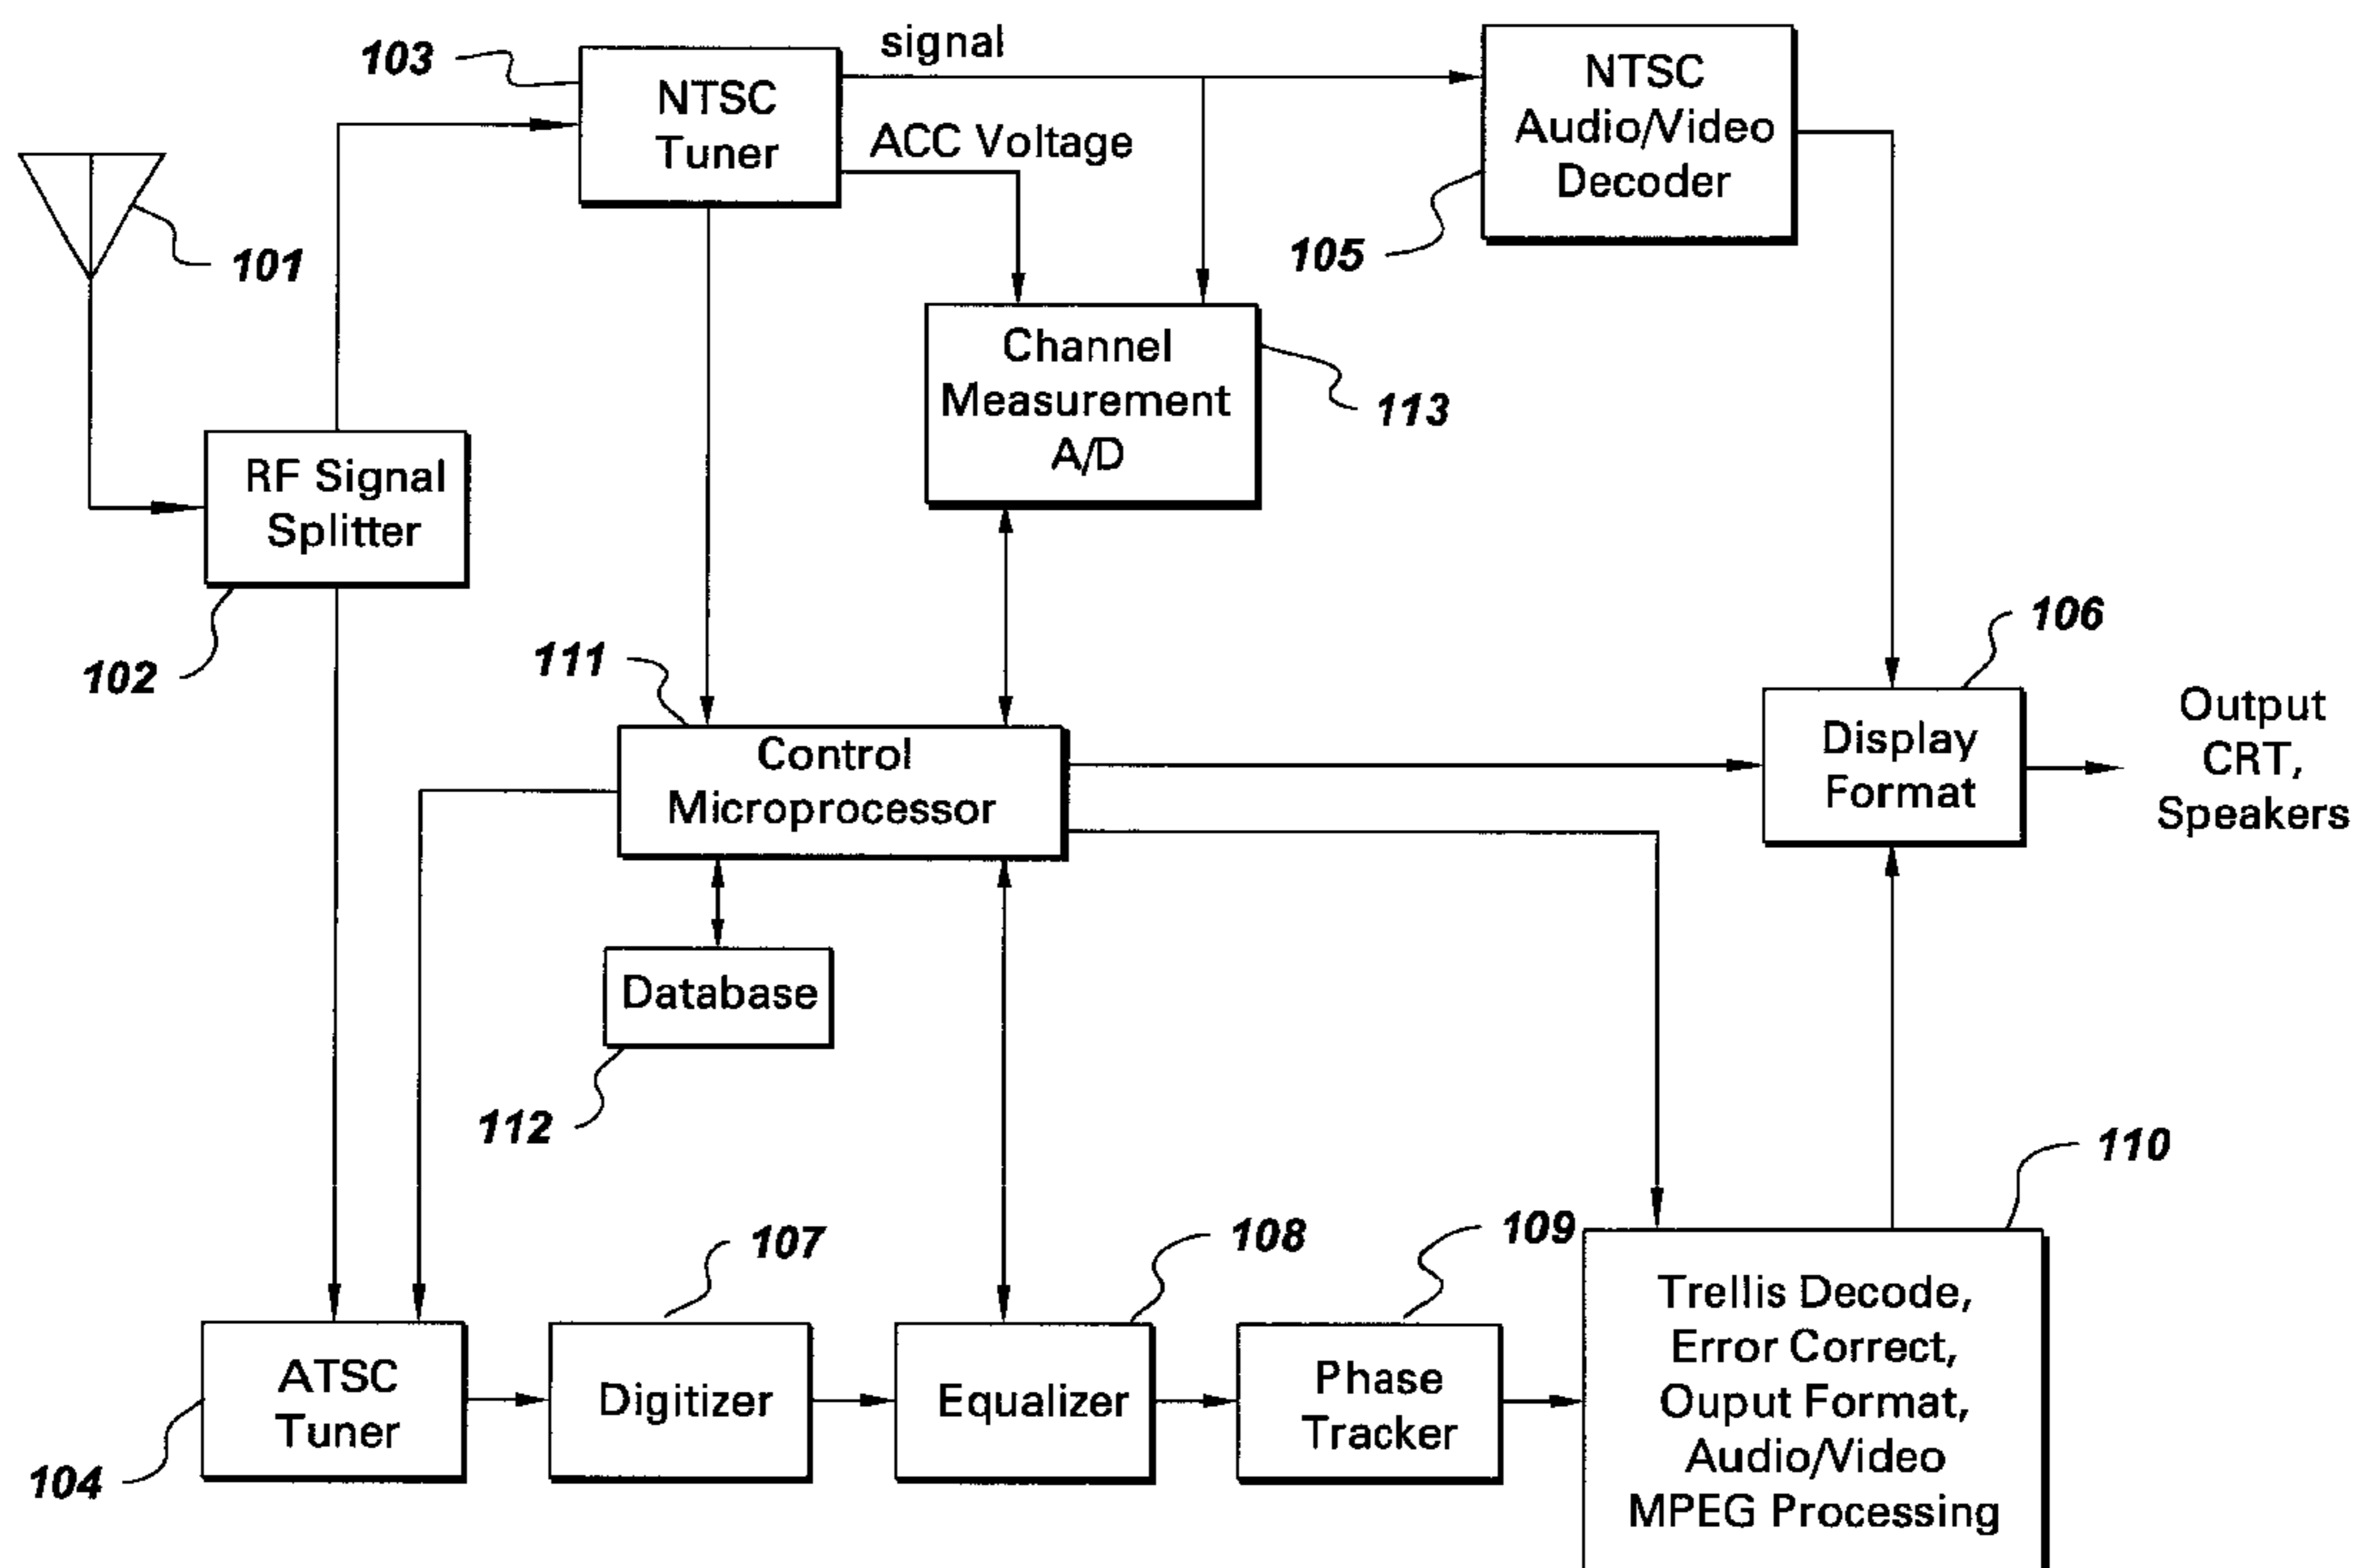 103
NTSC
Tuner
signal
ACC Voltage
NTSC
Audio/Video
Decoder
105
101
Channel
Measurement
A/D
113
RF Signal
Splitter
102
111
Control
Microprocessor
106
Display
Format
Output
CRT,
Speakers
Database
112
104
ATSC
Tuner
107
Digitizer
108
Equalizer
109
Phase
Tracker
110
Trellis Decode,
Error Correct,
Ouput Format,
Audio/Video
MPEG Processing